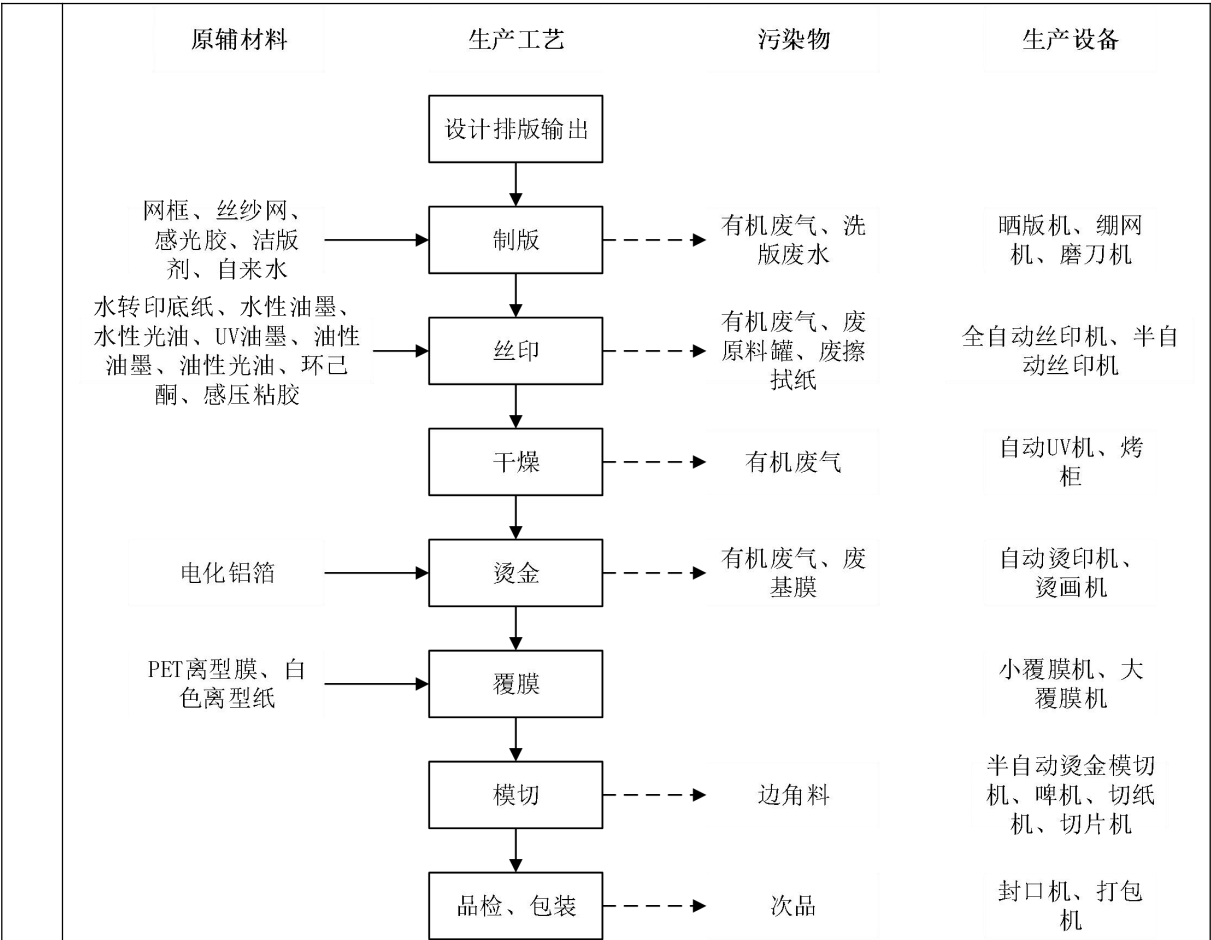 原辅材料 生产工艺 污染物 生产设备
设计排版输出
网框、丝纱网、
感光胶、洁版
剂、自来水
制版
有机废气、洗
版废水
晒版机、绷网
机、磨刀机
水转印底纸、水性油墨、
水性光油、UV油墨、油性
油墨、油性光油、环己
酮、感压粘胶
丝印
有机废气、废
原料罐、废擦
拭纸
全自动丝印机、半自
动丝印机
干燥
有机废气
自动UV机、烤
柜
电化铝箔
烫金
有机废气、废
基膜
自动烫印机、
烫画机
PET离型膜、白
色离型纸
覆膜
小覆膜机、大
覆膜机
模切
边角料
半自动烫金模切
机、啤机、切纸
机、切片机
品检、包装
次品
封口机、打包
机